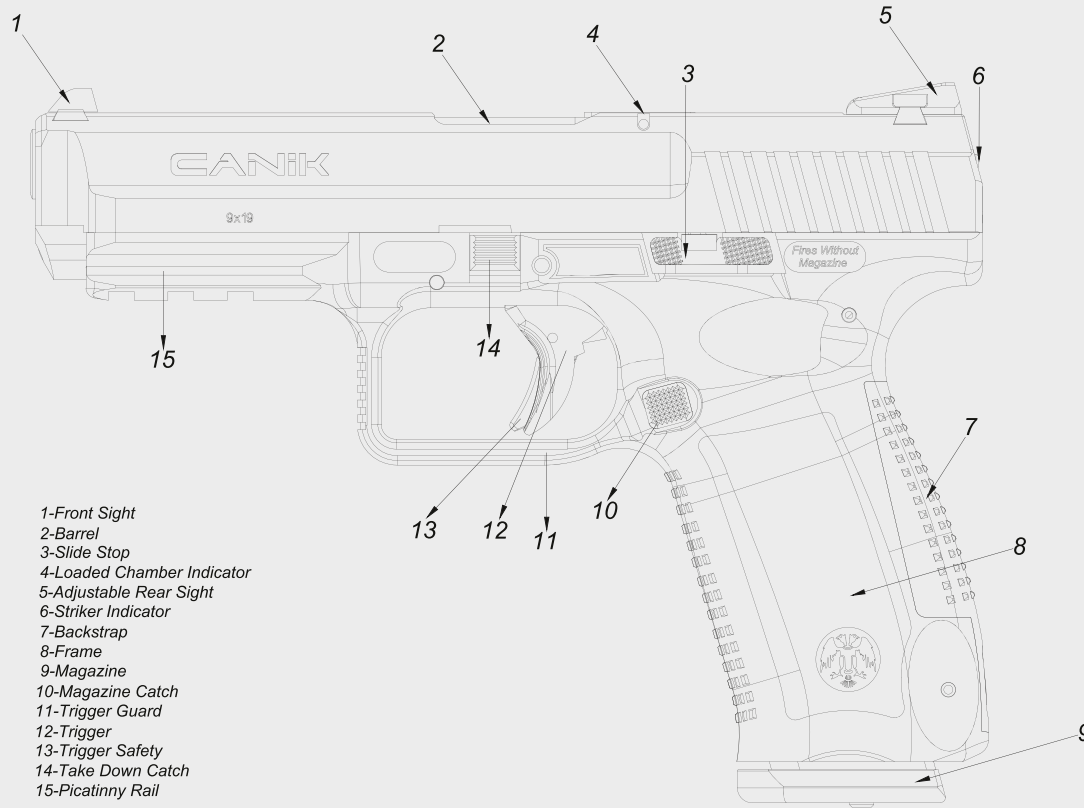 1
2
4
3
5
6
CANiK
9x19
Fires Without
Magazine
15
14
7
13
12
11
10
8
9
1-Front Sight
2-Barrel
3-Slide Stop
4-Loaded Chamber Indicator
5-Adjustable Rear Sight
6-Striker Indicator
7-Backstrap
8-Frame
9-Magazine
10-Magazine Catch
11-Trigger Guard
12-Trigger
13-Trigger Safety
14-Take Down Catch
15-Picatinny Rail